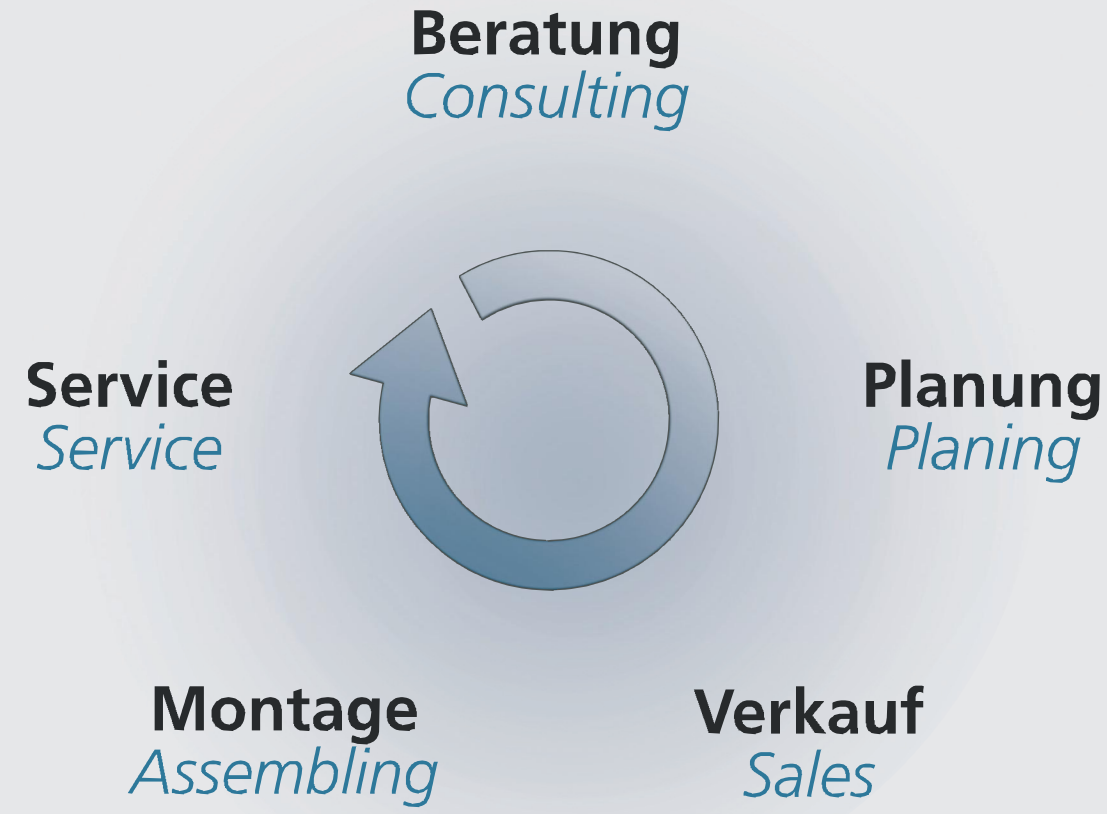 Beratung
Consulting
Service
Service
Planung
Planing
Montage
Assembling
Verkauf
Sales